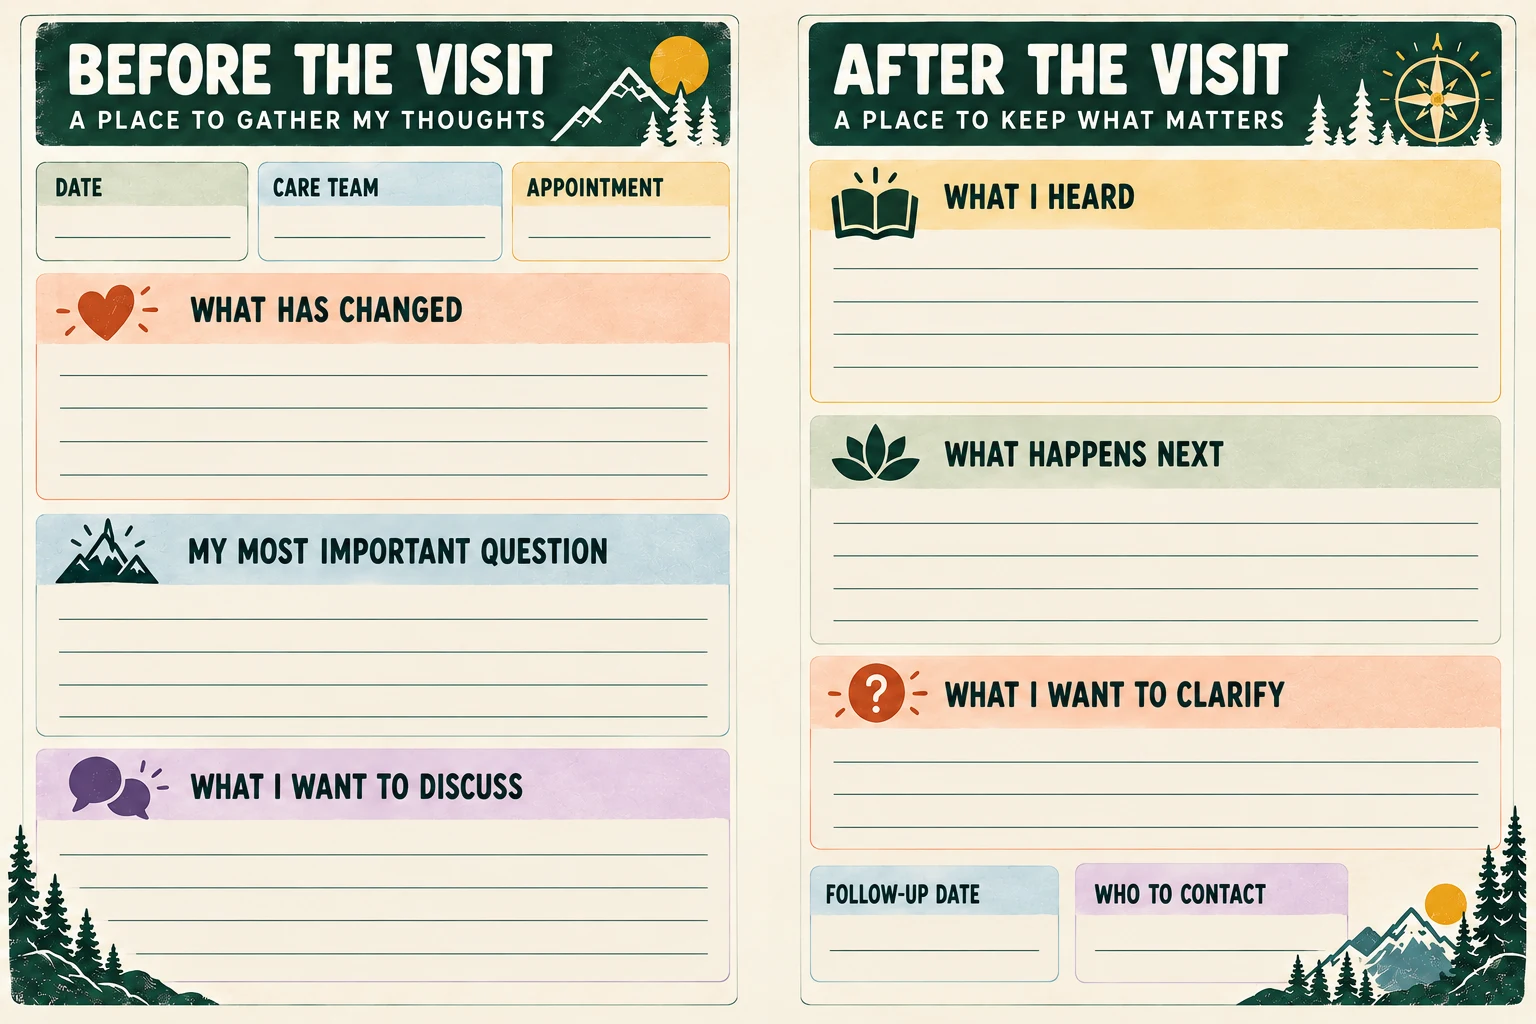 BEFORE THE VISIT
A PLACE TO GATHER MY THOUGHTS
DATE
CARE TEAM
APPOINTMENT
WHAT HAS CHANGED
MY MOST IMPORTANT QUESTION
WHAT I WANT TO DISCUSS
AFTER THE VISIT
A PLACE TO KEEP WHAT MATTERS
WHAT I HEARD
WHAT HAPPENS NEXT
?
WHAT I WANT TO CLARIFY
FOLLOW-UP DATE
WHO TO CONTACT